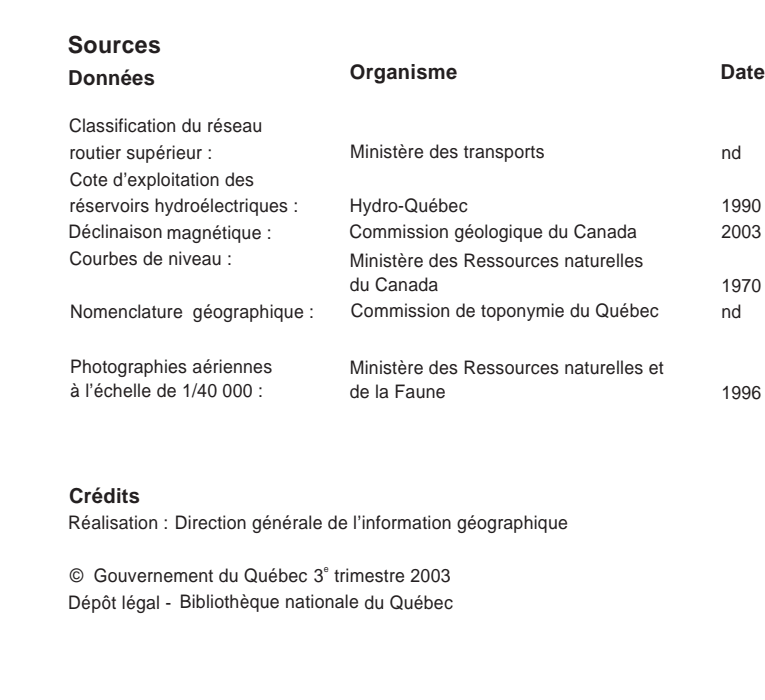 Sources
Données Organisme Date
Classification du réseau
routier supérieur : Ministère des transports nd
Cote d'exploitation des
réservoirs hydroélectriques : Hydro-Québec 1990
Déclinaison magnétique : Commission géologique du Canada 2003
Courbes de niveau : Ministère des Ressources naturelles
du Canada 1970
Nomenclature géographique : Commission de toponymie du Québec nd
Photographies aériennes Ministère des Ressources naturelles et
à l'échelle de 1/40 000 : de la Faune 1996
Crédits
Réalisation : Direction générale de l'information géographique
© Gouvernement du Québec 3e trimestre 2003
Dépôt légal - Bibliothèque nationale du Québec